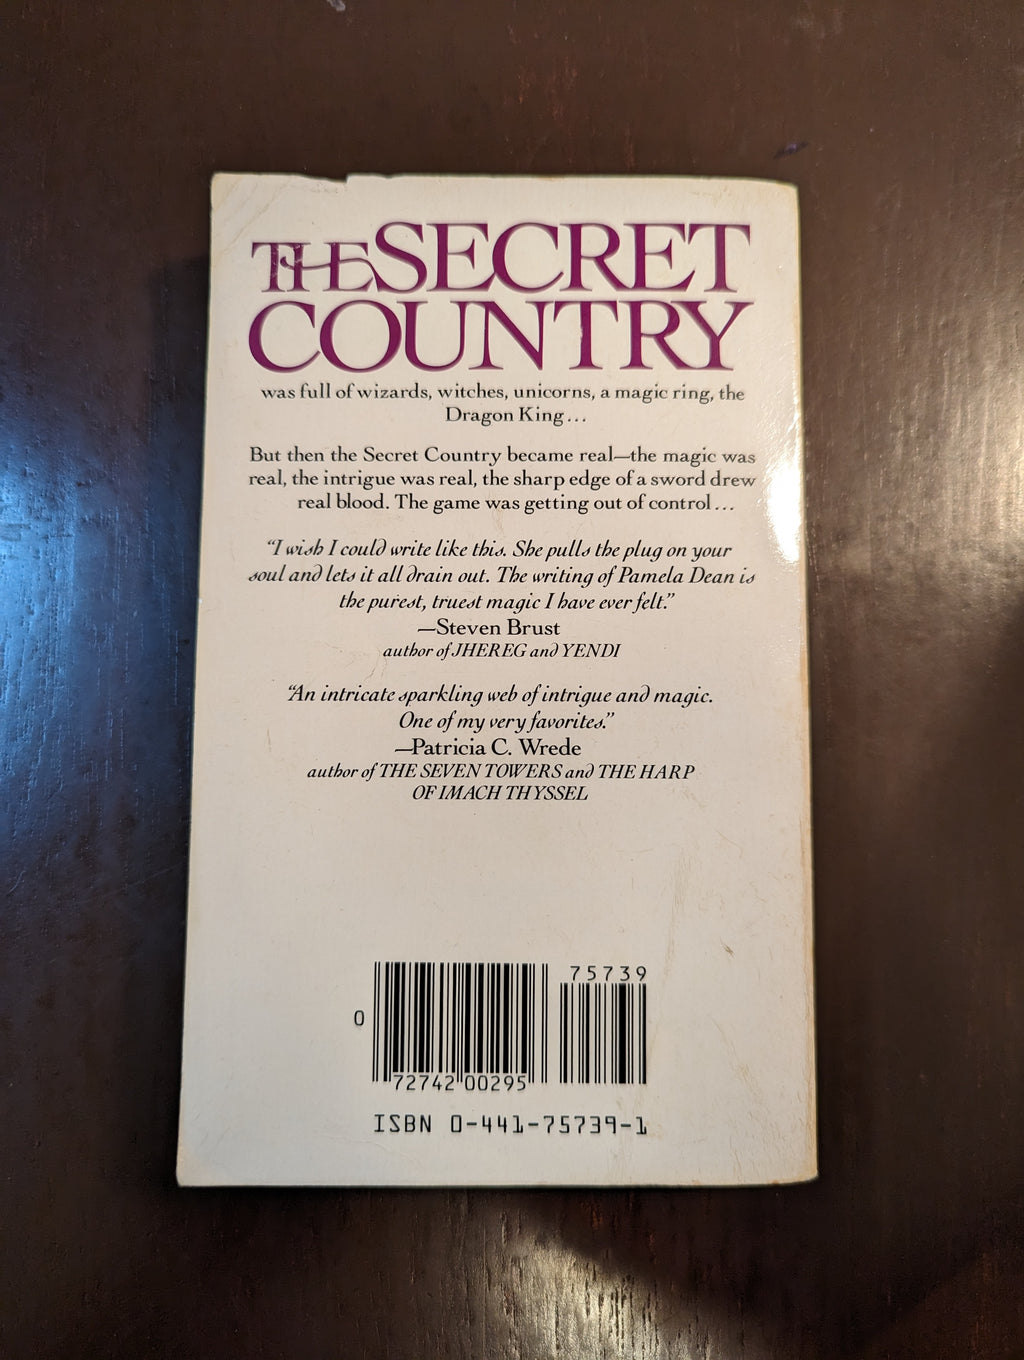 THE SECRET
COUNTRY
was full of wizards, witches, unicorns, a magic ring, the
Dragon King...
But then the Secret Country became real—the magic was
real, the intrigue was real, the sharp edge of a sword drew
real blood. The game was getting out of control...
“I wish I could write like this. She pulls the plug on your
soul and lets it all drain out. The writing of Pamela Dean is
the purest, truest magic I have ever felt.”
—Steven Brust
author of JHEREG and YENDI
“An intricate sparkling web of intrigue and magic.
One of my very favorites.”
—Patricia C. Wrede
author of THE SEVEN TOWERS and THE HARP
OF IMACH THYSSEL
75739
0
72742 00295
ISBN 0-441-75739-1